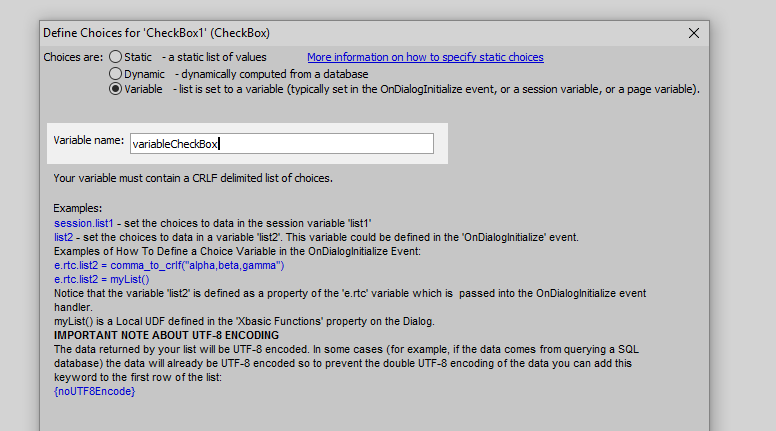 Define Choices for 'CheckBox1' (CheckBox)
Choices are: Static - a static list of values More information on how to specify static choices
Dynamic - dynamically computed from a database
Variable - list is set to a variable (typically set in the OnDialogInitialize event, or a session variable, or a page variable).
Variable name: variableCheckBox
Your variable must contain a CRLF delimited list of choices.
Examples:
session.list1 - set the choices to data in the session variable 'list1'
list2 - set the choices to data in a variable 'list2'. This variable could be defined in the 'OnDialogInitialize' event.
Examples of How To Define a Choice Variable in the OnDialogInitialize Event:
e.rtc.list2 = comma_to_crlf("alpha,beta,gamma")
e.rtc.list2 = myList()
Notice that the variable 'list2' is defined as a property of the 'e.rtc' variable which is passed into the OnDialogInitialize event
handler.
myList() is a Local UDF defined in the 'Xbasic Functions' property on the Dialog.
IMPORTANT NOTE ABOUT UTF-8 ENCODING
The data returned by your list will be UTF-8 encoded. In some cases (for example, if the data comes from querying a SQL
database) the data will already be UTF-8 encoded so to prevent the double UTF-8 encoding of the data you can add this
keyword to the first row of the list:
{noUTF8Encode}